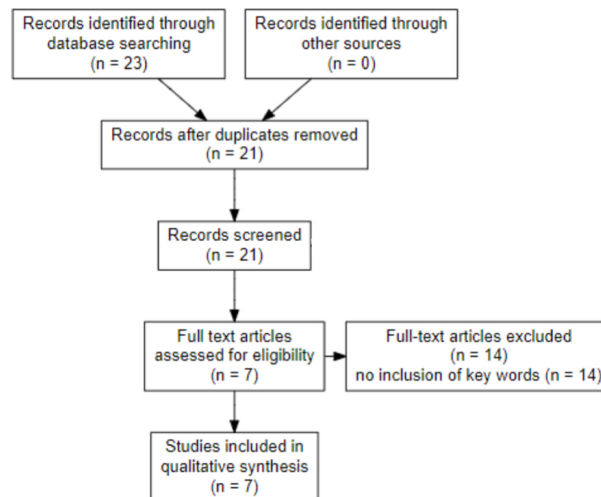 Records identified through
database searching
(n = 23)
Records identified through
other sources
(n = 0)
Records after duplicates removed
(n = 21)
Records screened
(n = 21)
Full text articles
assessed for eligibility
(n = 7)
Full-text articles excluded
(n = 14)
no inclusion of key words (n = 14)
Studies included in
qualitative synthesis
(n = 7)